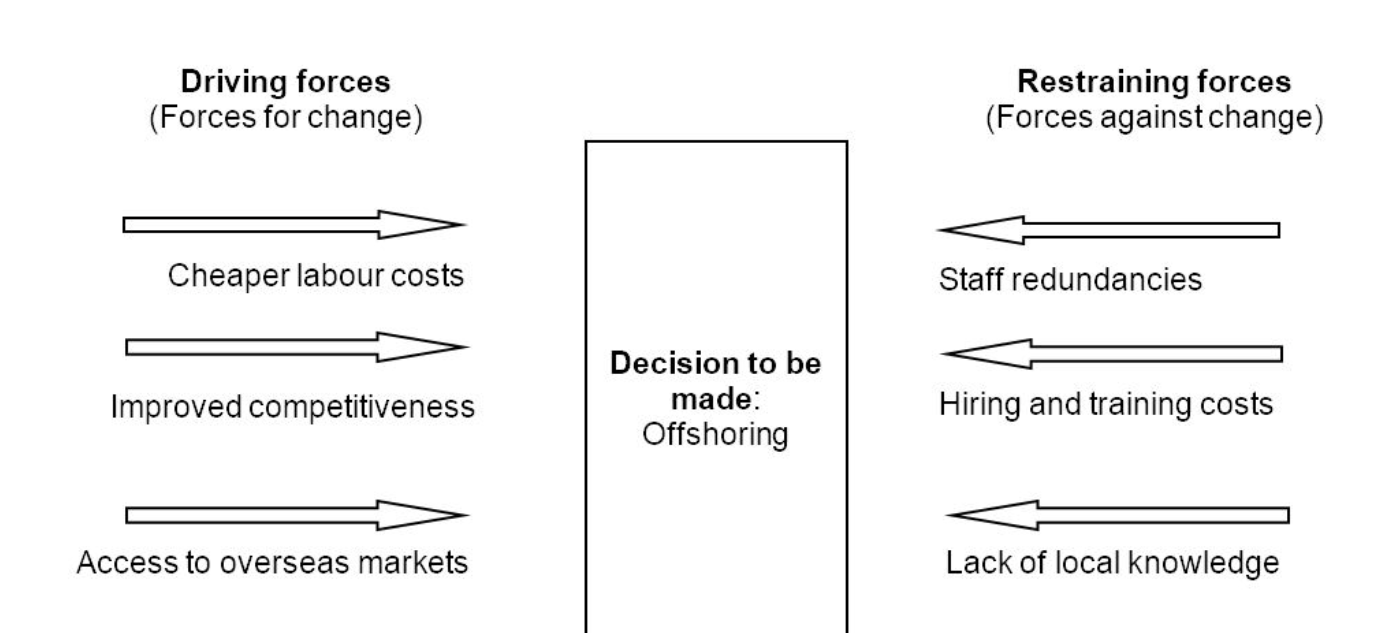 Driving forces
(Forces for change)
Restraining forces
(Forces against change)
Cheaper labour costs
Staff redundancies
Decision to be
made:
Offshoring
Improved competitiveness
Hiring and training costs
Access to overseas markets
Lack of local knowledge